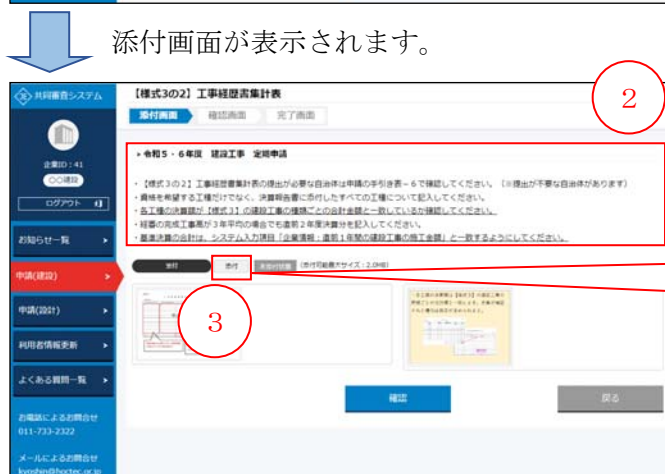 添付画面が表示されます。
共同審査システム
【様式3の2】工事経歴書集計表
2
添付画面
確認画面
完了画面
企業ID：41
〇〇建設
ログアウト
▸令和5・6年度 建設工事 定期申請
・【様式3の2】工事経歴書集計表の提出が必要な自治体は申請の手引き表-6で確認してください。（※提出が不要な自治体があります）
・資格を希望する工種だけでなく、決算報告書に添付したすべての工種について記入してください。
・各工種の決算額が【様式3】の建設工事の種類ごとの合計金額と一致しているか確認してください。
・経審の完成工事高が3年平均の場合でも直前2年度決算分を記入してください。
・基準決算の合計は、システム入力項目「企業情報：直前1年間の建設工事の施工金額」と一致するようにしてください。
お知らせ一覧
申請(建設)
添付
添付
(添付可能最大サイズ：2.0MB)
3
申請(設計)
利用者情報更新
よくある質問一覧
確認
戻る
お電話によるお問合せ
011-733-2322
メールによるお問合せ
kyoshin@hoctec.or.jp